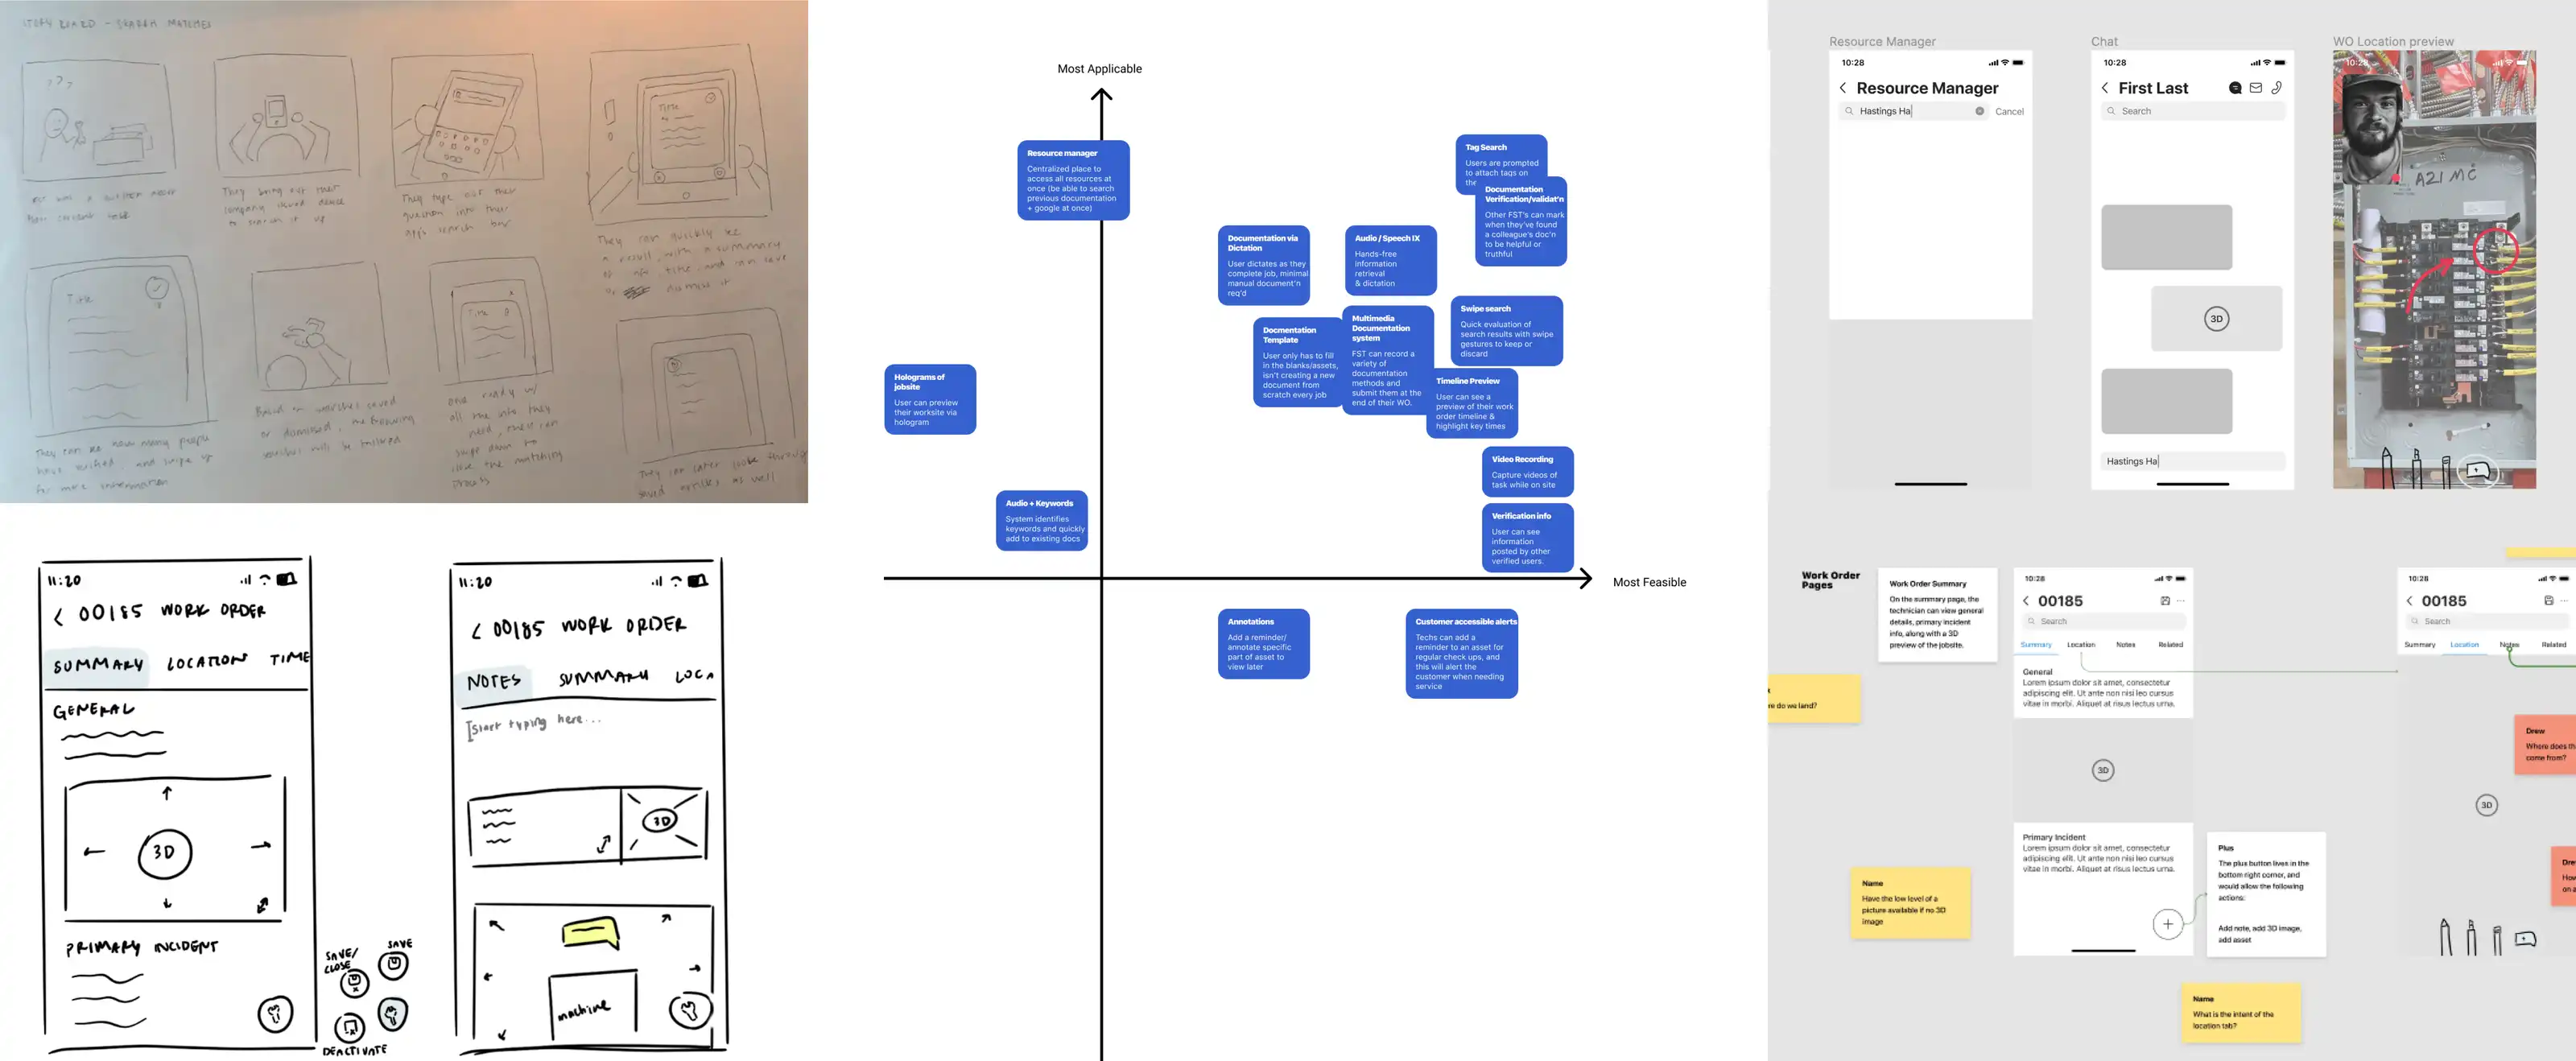 STORY BOARD - SEARCH MATCHES
???
They bring out their
company issued device
to search it up
They type out their
question into their
app's search bar
Title
They can quickly see
a result, with a summary
of info, time, and can save
or dismiss it
Title
They can see how many people
have verified, and swipe up
for more information
Based on searches saved
or dismissed, the following
searches will be tailored
Title
once ready w/
all the info they
need, they can
swipe down to
close the matching
process
They can later look through
saved articles as well
11:20
< 00185 WORK ORDER
SUMMARY LOCATION TIME
GENERAL
3D
PRIMARY INCIDENT
SAVE/
CLOSE
SAVE
DEACTIVATE
11:20
< 00185 WORK ORDER
NOTES SUMMARY LOCA
[Start typing here...
3D
machine
Most Applicable
Most Feasible
Resource manager
Centralized place to
access all resources at
once (be able to search
previous documentation
+ google at once)
Tag Search
Users are prompted
to attach tags on
the
Documentation
Verification/validat'n
Other FST's can mark
when they've found
a colleague's doc'n
to be helpful or
truthful
Documentation via
Dictation
User dictates as they
complete job, minimal
manual document'n
req'd
Audio / Speech IX
Hands-free
information
retrieval
& dictation
Swipe search
Quick evaluation of
search results with swipe
gestures to keep or
discard
Docmentation
Template
User only has to fill
in the blanks/assets,
isn't creating a new
document from
scratch every job
Multimedia
Documentation
system
FST can record a
variety of
documentation
methods and
submit them at the
end of their WO.
Timeline Preview
User can see a
preview of their work
order timeline &
highlight key times
Holograms of
jobsite
User can preview
their worksite via
hologram
Audio + Keywords
System identifies
keywords and quickly
add to existing docs
Video Recording
Capture videos of
task while on site
Verification info
User can see
information
posted by other
verified users.
Annotations
Add a reminder/
annotate specific
part of asset to
view later
Customer accessible alerts
Techs can add a
reminder to an asset for
regular check ups, and
this will alert the
customer when needing
service
Resource Manager
10:28
Resource Manager
Hastings Ha
Cancel
Chat
10:28
First Last
Search
3D
Hastings Ha
WO Location preview
10:28
A21 MC
Work Order
Pages
Work Order Summary
On the summary page, the
technician can view general
details, primary incident
info, along with a 3D
preview of the jobsite.
re do we land?
Name
Have the low level of a
picture available if no 3D
image
10:28
00185
Search
Summary Location Notes Related
General
Lorem ipsum dolor sit amet, consectetur
adipiscing elit. Ut ante non nisi leo cursus
vitae in morbi. Aliquet at risus lectus urna.
3D
Primary Incident
Lorem ipsum dolor sit amet, consectetur
adipiscing elit. Ut ante non nisi leo cursus
vitae in morbi. Aliquet at risus lectus urna.
+
Plus
The plus button lives in the
bottom right corner, and
would allow the following
actions:
Add note, add 3D image,
add asset
Name
What is the intent of the
location tab?
10:28
00185
Search
Summary Location Notes Related
3D
Drew
Where does th
come from?
Dre
How
on a